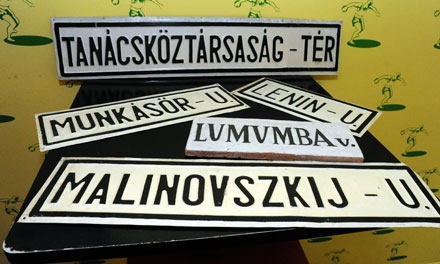 TANÁCSKÖZTÁRSASÁG - TÉR
MUNKÁSŐR - U.
LENIN - U.
LVMVMBA v.
MALINOVSZKIJ - U.